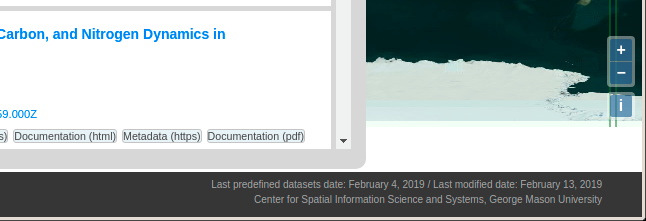 Carbon, and Nitrogen Dynamics in
+
−
i
59.000Z
s) Documentation (html) Metadata (https) Documentation (pdf)
Last predefined datasets date: February 4, 2019 / Last modified date: February 13, 2019
Center for Spatial Information Science and Systems, George Mason University